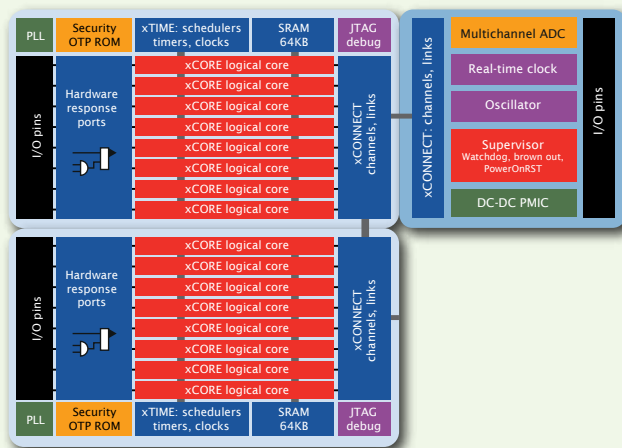 PLL
Security
OTP ROM
xTIME: schedulers
timers, clocks
SRAM
64KB
JTAG
debug
I/O pins
Hardware
response
ports
xCORE logical core
xCORE logical core
xCORE logical core
xCORE logical core
xCORE logical core
xCORE logical core
xCORE logical core
xCORE logical core
xCONNECT
channels, links
xCONNECT: channels, links
Multichannel ADC
Real-time clock
Oscillator
Supervisor
Watchdog, brown out,
PowerOnRST
DC-DC PMIC
I/O pins
I/O pins
Hardware
response
ports
xCORE logical core
xCORE logical core
xCORE logical core
xCORE logical core
xCORE logical core
xCORE logical core
xCORE logical core
xCORE logical core
xCONNECT
channels, links
PLL
Security
OTP ROM
xTIME: schedulers
timers, clocks
SRAM
64KB
JTAG
debug